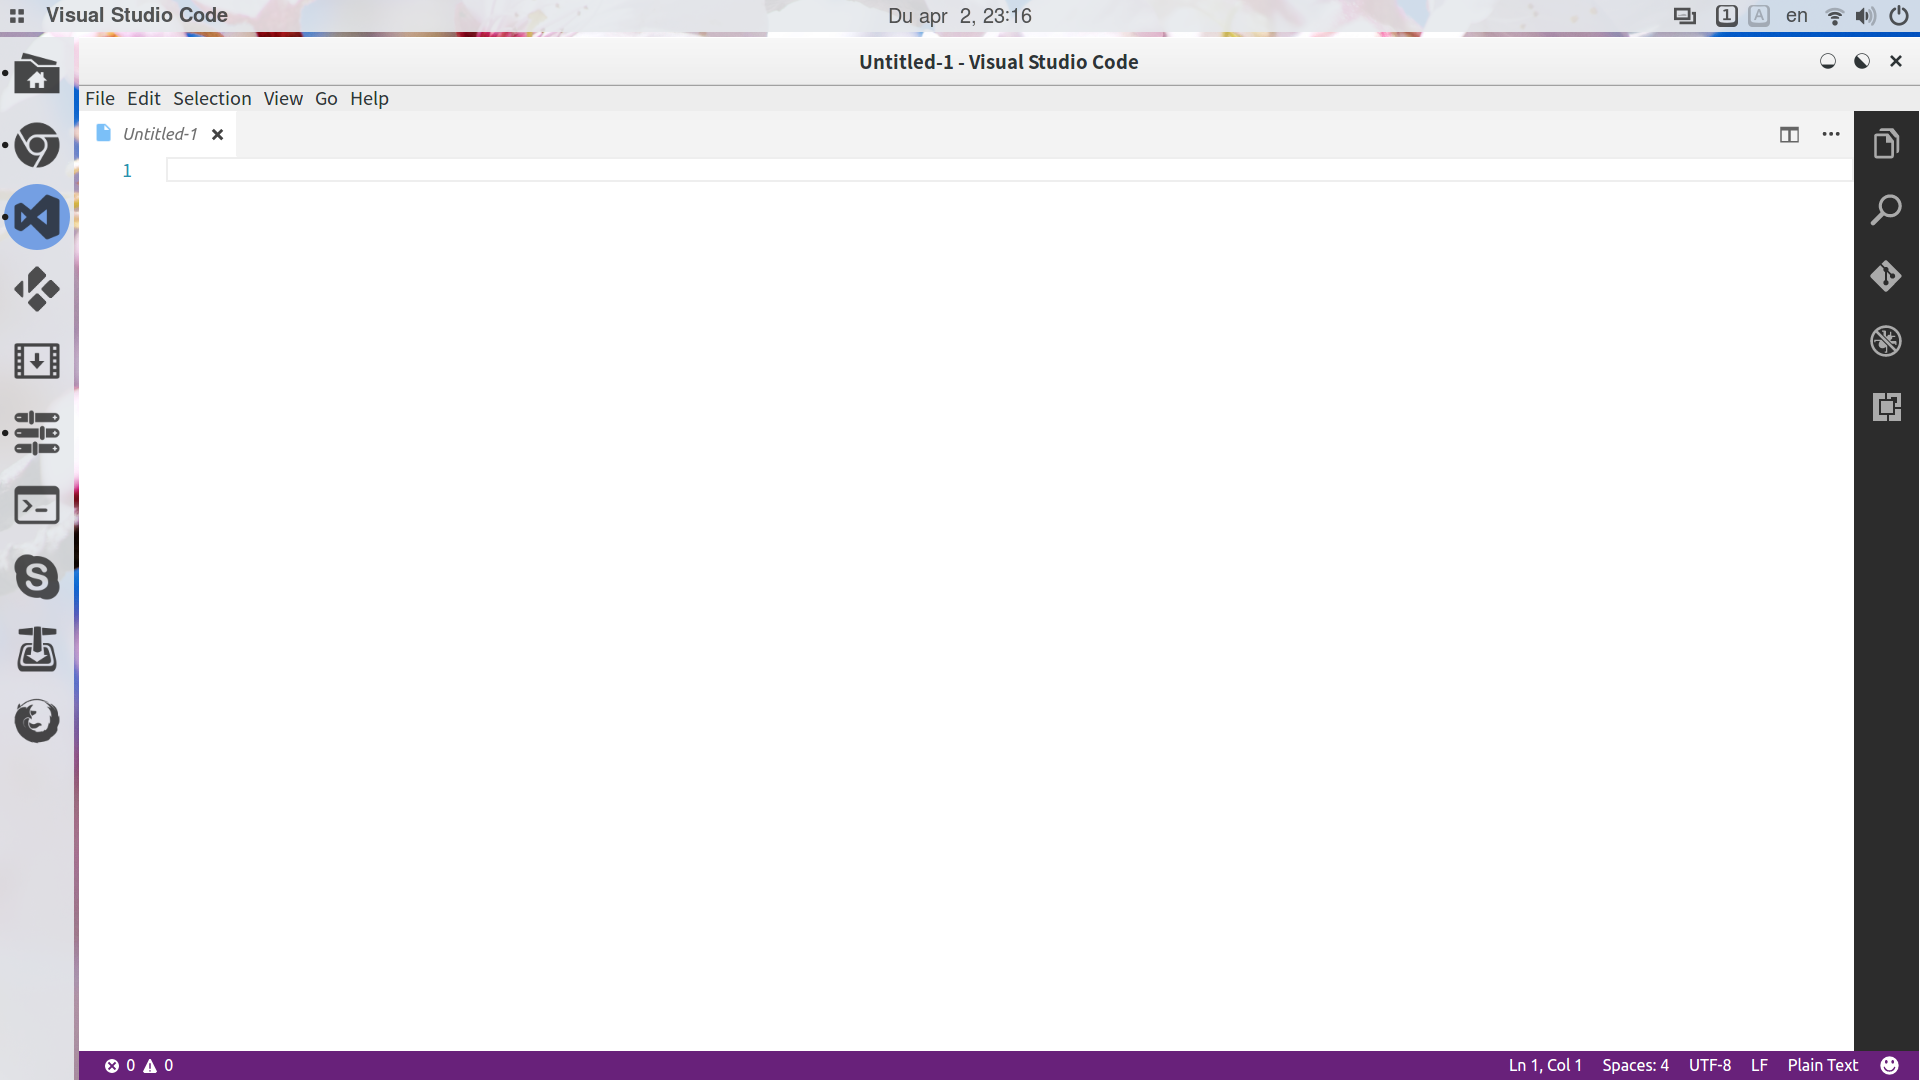 Visual Studio Code
Du apr 2, 23:16
1 A en
Untitled-1 - Visual Studio Code
File Edit Selection View Go Help
Untitled-1
1
0 0
Ln 1, Col 1 Spaces: 4 UTF-8 LF Plain Text